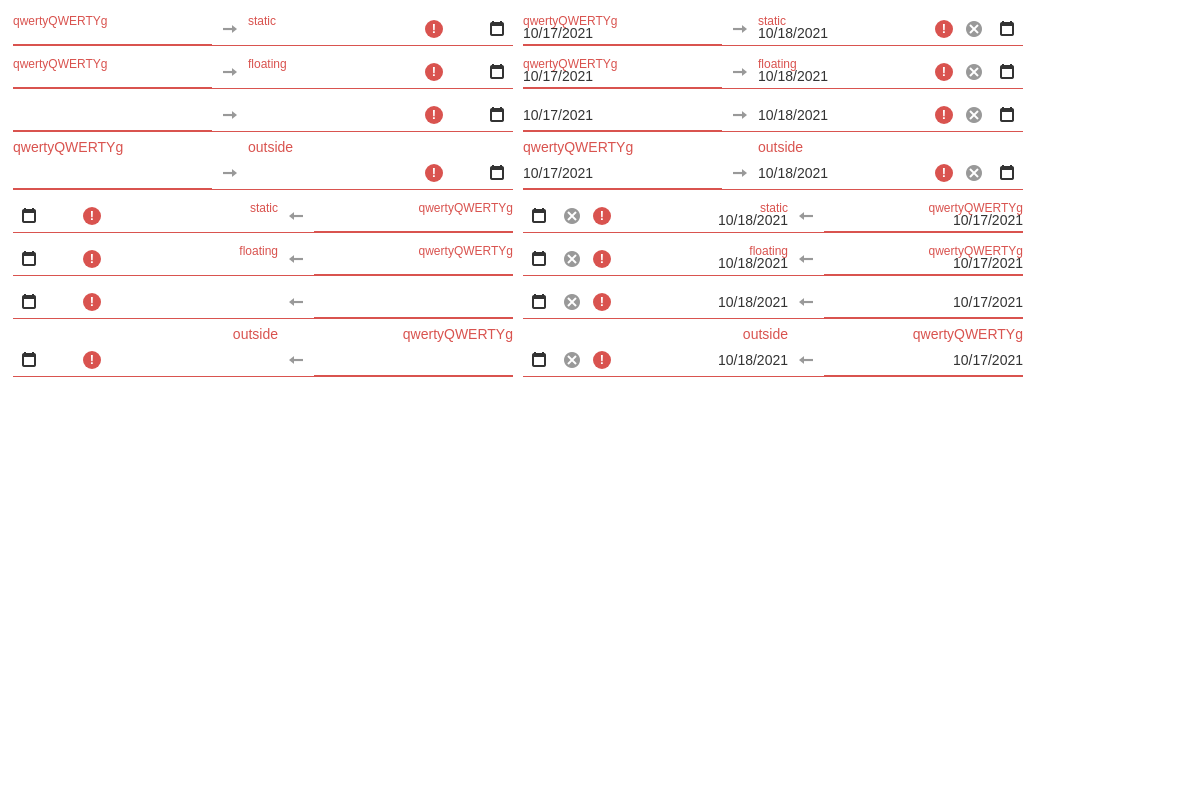 qwertyQWERTYg static qwertyQWERTYg static
10/17/2021 10/18/2021
qwertyQWERTYg floating qwertyQWERTYg floating
10/17/2021 10/18/2021
10/17/2021 10/18/2021
qwertyQWERTYg outside qwertyQWERTYg outside
10/17/2021 10/18/2021
static qwertyQWERTYg static qwertyQWERTYg
10/18/2021 10/17/2021
floating qwertyQWERTYg floating qwertyQWERTYg
10/18/2021 10/17/2021
10/18/2021 10/17/2021
outside qwertyQWERTYg outside qwertyQWERTYg
10/18/2021 10/17/2021